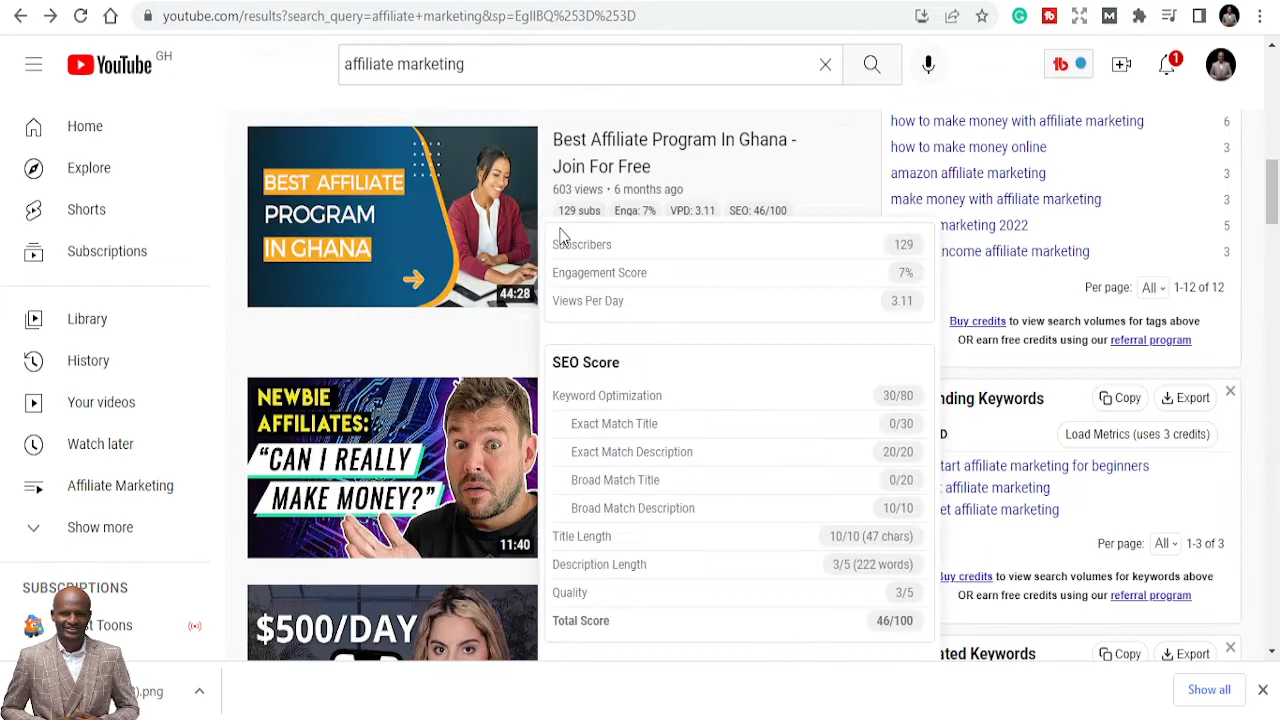 youtube.com/results?search_query=affiliate+marketing&sp=EgIIBQ%253D%253D
YouTube GH
affiliate marketing
tb
1
Home
Explore
Shorts
Subscriptions
Library
History
Your videos
Watch later
Affiliate Marketing
Show more
SUBSCRIPTIONS
t Toons
).png
BEST AFFILIATE
PROGRAM
IN GHANA
44:28
NEWBIE
AFFILIATES:
"CAN I REALLY
MAKE MONEY?"
11:40
$500/DAY
Best Affiliate Program In Ghana -
Join For Free
603 views • 6 months ago
129 subs Enga: 7% VPD: 3.11 SEO: 46/100
Subscribers 129
Engagement Score 7%
Views Per Day 3.11
SEO Score
Keyword Optimization 30/80
Exact Match Title 0/30
Exact Match Description 20/20
Broad Match Title 0/20
Broad Match Description 10/10
Title Length 10/10 (47 chars)
Description Length 3/5 (222 words)
Quality 3/5
Total Score 46/100
how to make money with affiliate marketing 6
how to make money online 3
amazon affiliate marketing 3
make money with affiliate marketing 3
marketing 2022 5
ncome affiliate marketing 3
Per page: All 1-12 of 12
Buy credits to view search volumes for tags above
OR earn free credits using our referral program
nding Keywords Copy Export
D Load Metrics (uses 3 credits)
tart affiliate marketing for beginners
t affiliate marketing
et affiliate marketing
Per page: All 1-3 of 3
Buy credits to view search volumes for keywords above
OR earn free credits using our referral program
ated Keywords Copy Export
Show all